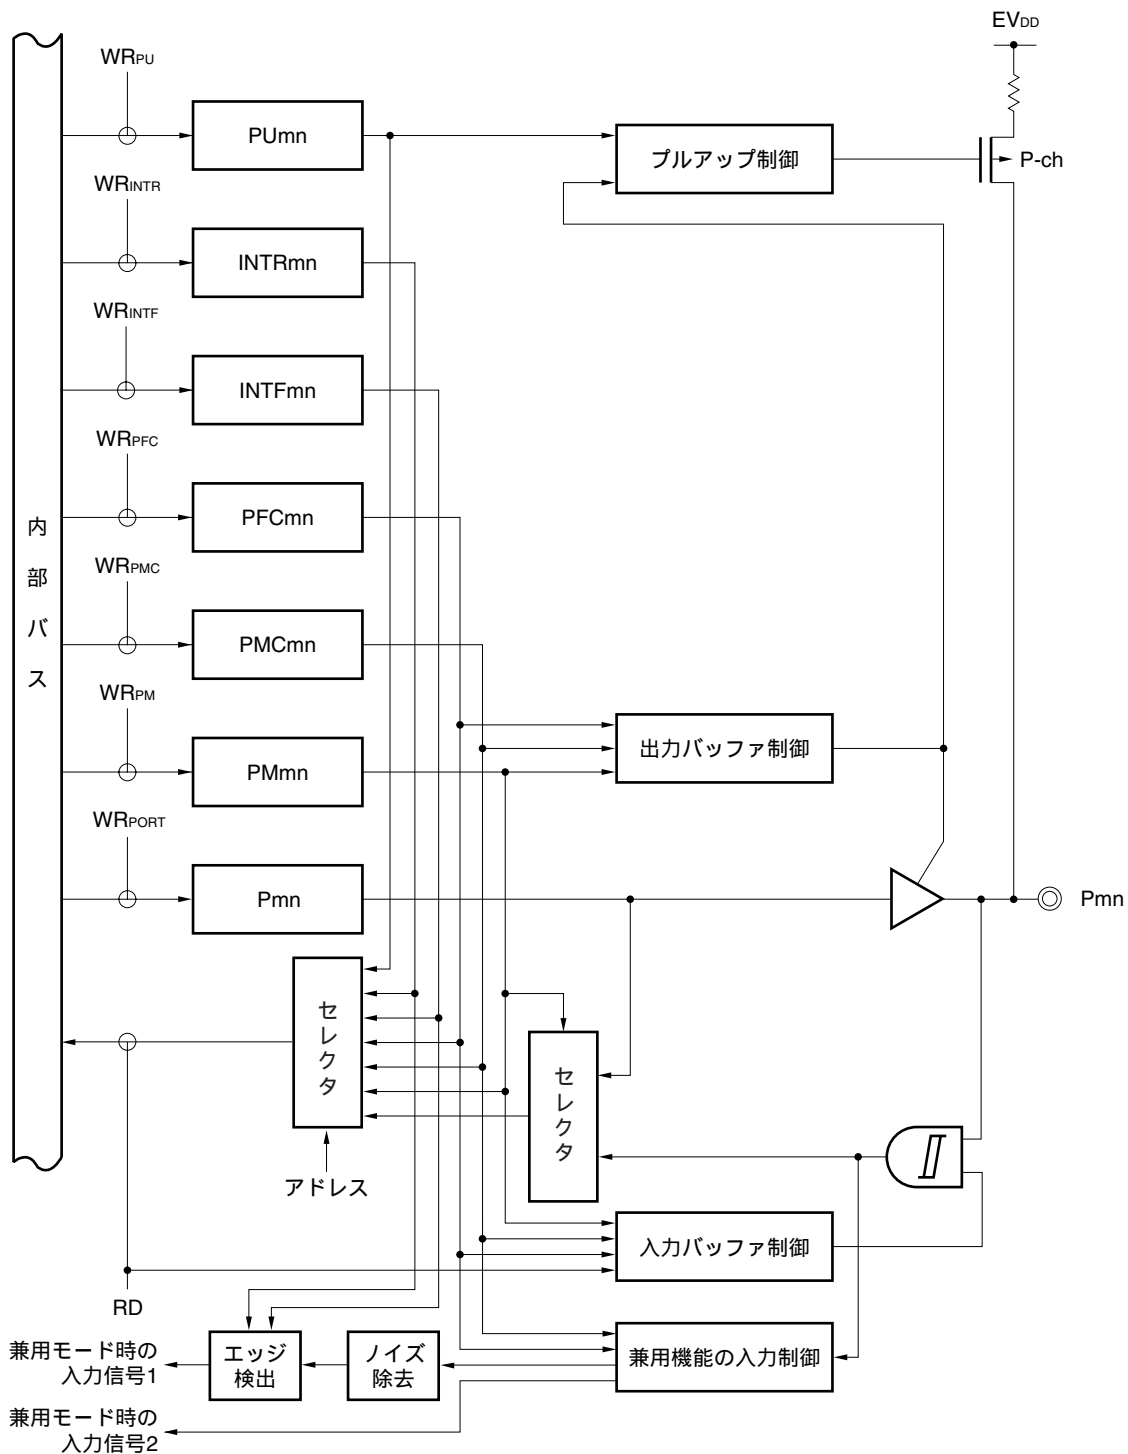 EVDD
WRPU
PUmn
プルアップ制御
P-ch
WRINTR
INTRmn
WRINTF
INTFmn
WRPFC
PFCmn
内部バス
WRPMC
PMCmn
WRPM
PMmn
出力バッファ制御
WRPORT
Pmn
Pmn
セレクタ
セレクタ
アドレス
入力バッファ制御
RD
兼用モード時の
入力信号1
エッジ
検出
ノイズ
除去
兼用機能の入力制御
兼用モード時の
入力信号2